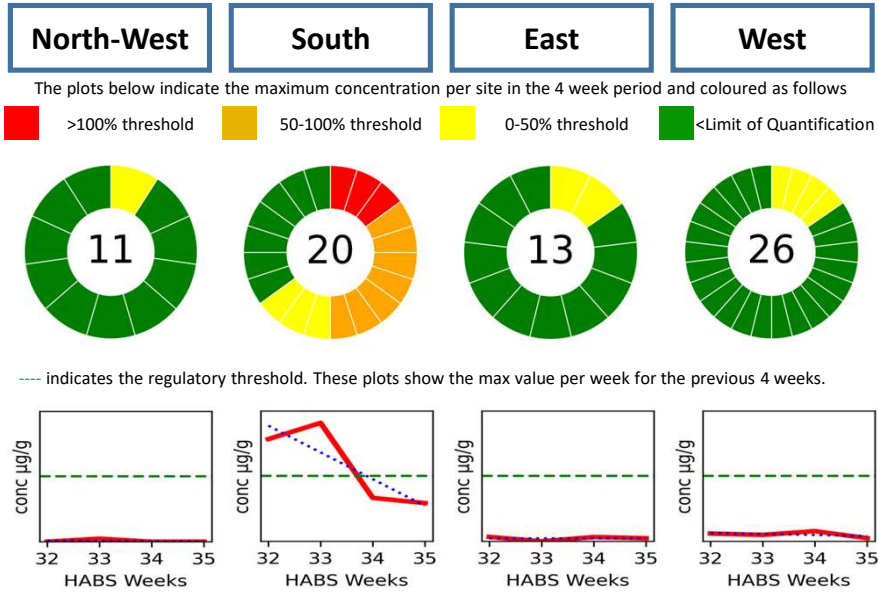 North-West South East West
The plots below indicate the maximum concentration per site in the 4 week period and coloured as follows
>100% threshold 50-100% threshold 0-50% threshold <Limit of Quantification
11 20 13 26
---- indicates the regulatory threshold. These plots show the max value per week for the previous 4 weeks.
conc µg/g conc µg/g conc µg/g conc µg/g
32 33 34 35 32 33 34 35 32 33 34 35 32 33 34 35
HABS Weeks HABS Weeks HABS Weeks HABS Weeks